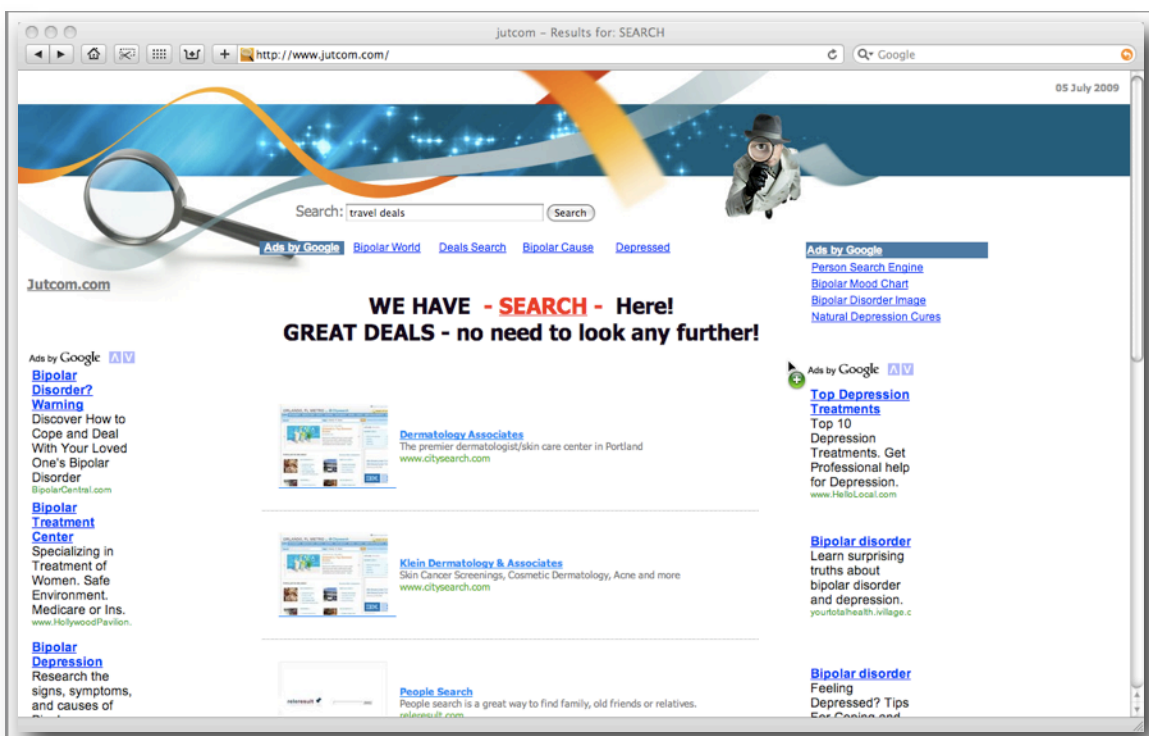 jutcom – Results for: SEARCH
http://www.jutcom.com/
Google
05 July 2009
Search: travel deals Search
Ads by Google Bipolar World Deals Search Bipolar Cause Depressed
Jutcom.com
WE HAVE - SEARCH - Here!
GREAT DEALS - no need to look any further!
Ads by Google
Bipolar
Disorder?
Warning
Discover How to
Cope and Deal
With Your Loved
One's Bipolar
Disorder
BipolarCentral.com
Bipolar
Treatment
Center
Specializing in
Treatment of
Women. Safe
Environment.
Medicare or Ins.
www.HollywoodPavilion.
Bipolar
Depression
Research the
signs, symptoms,
and causes of
Dermatology Associates
The premier dermatologist/skin care center in Portland
www.citysearch.com
Klein Dermatology & Associates
Skin Cancer Screenings, Cosmetic Dermatology, Acne and more
www.citysearch.com
People Search
People search is a great way to find family, old friends or relatives.
releresult.com
Ads by Google
Person Search Engine
Bipolar Mood Chart
Bipolar Disorder Image
Natural Depression Cures
Ads by Google
Top Depression
Treatments
Top 10
Depression
Treatments. Get
Professional help
for Depression.
www.HelloLocal.com
Bipolar disorder
Learn surprising
truths about
bipolar disorder
and depression.
yourtotalhealth.ivillage.c
Bipolar disorder
Feeling
Depressed? Tips
For Coping and